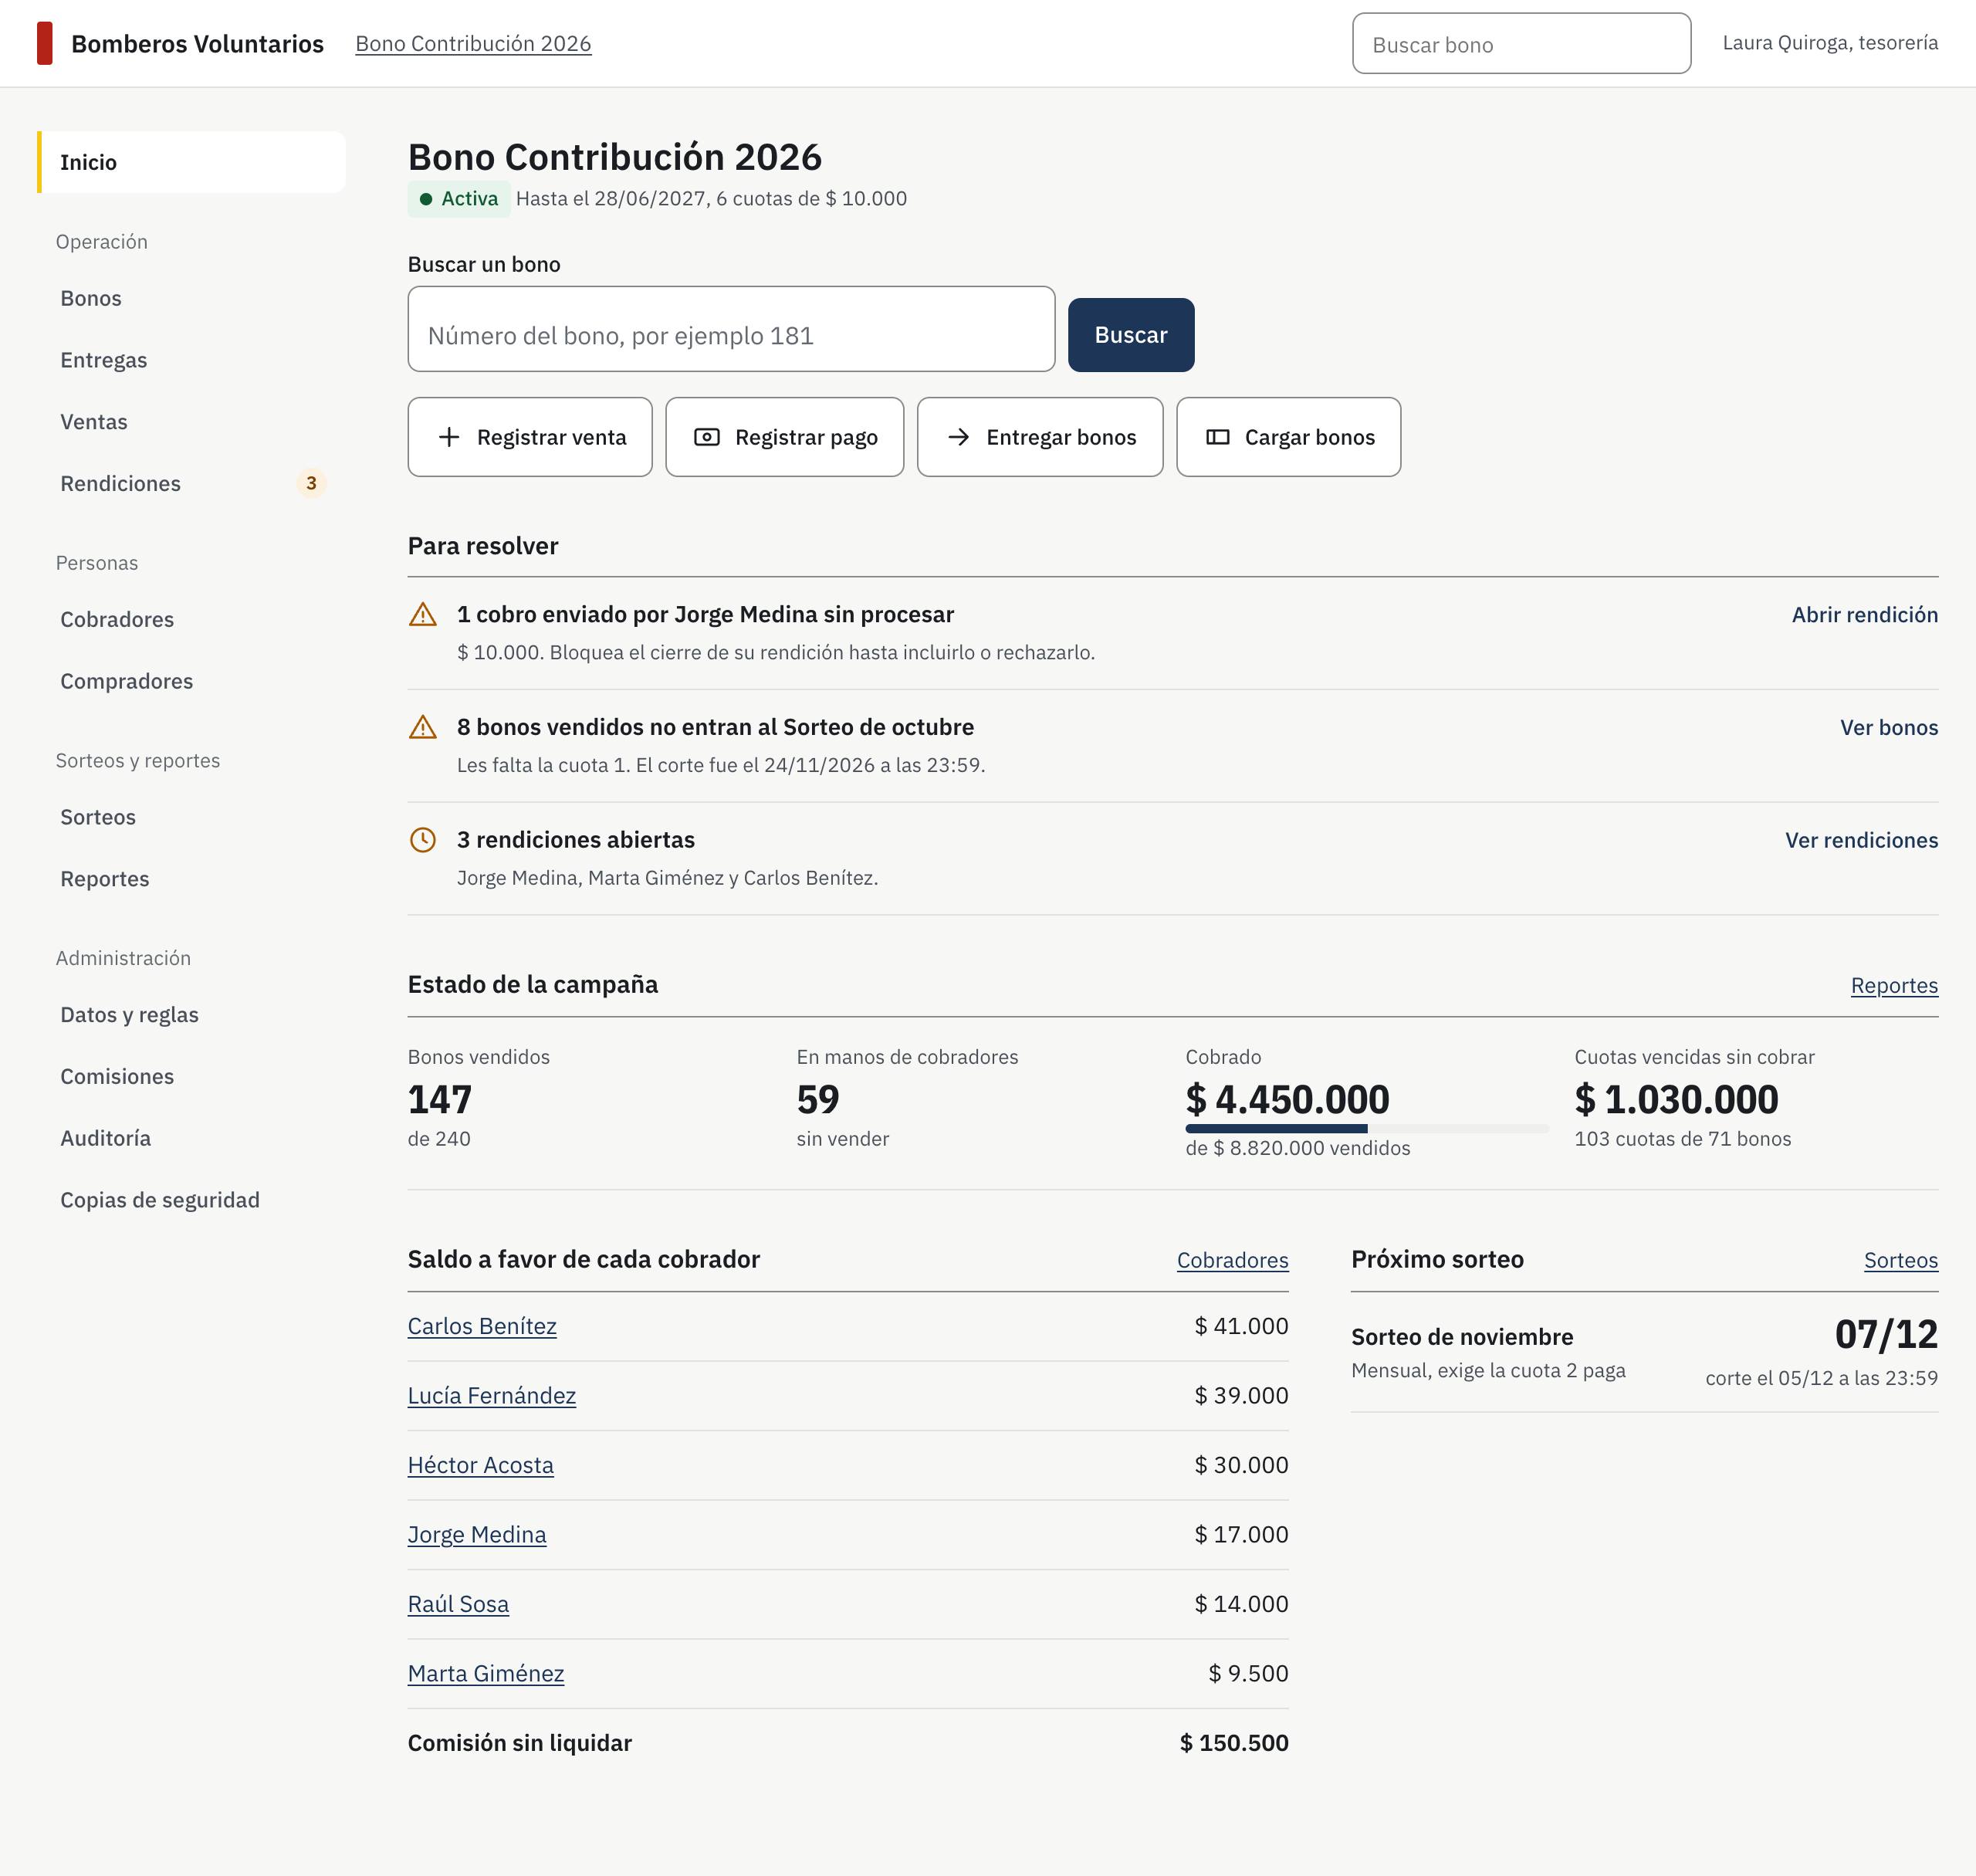 Bomberos Voluntarios
Bono Contribución 2026
Buscar bono
Laura Quiroga, tesorería
Inicio
Operación
Bonos
Entregas
Ventas
Rendiciones
3
Personas
Cobradores
Compradores
Sorteos y reportes
Sorteos
Reportes
Administración
Datos y reglas
Comisiones
Auditoría
Copias de seguridad
Bono Contribución 2026
Activa Hasta el 28/06/2027, 6 cuotas de $ 10.000
Buscar un bono
Número del bono, por ejemplo 181
Buscar
Registrar venta
Registrar pago
Entregar bonos
Cargar bonos
Para resolver
1 cobro enviado por Jorge Medina sin procesar
Abrir rendición
$ 10.000. Bloquea el cierre de su rendición hasta incluirlo o rechazarlo.
8 bonos vendidos no entran al Sorteo de octubre
Ver bonos
Les falta la cuota 1. El corte fue el 24/11/2026 a las 23:59.
3 rendiciones abiertas
Ver rendiciones
Jorge Medina, Marta Giménez y Carlos Benítez.
Estado de la campaña
Reportes
Bonos vendidos
147
de 240
En manos de cobradores
59
sin vender
Cobrado
$ 4.450.000
de $ 8.820.000 vendidos
Cuotas vencidas sin cobrar
$ 1.030.000
103 cuotas de 71 bonos
Saldo a favor de cada cobrador
Cobradores
Carlos Benítez $ 41.000
Lucía Fernández $ 39.000
Héctor Acosta $ 30.000
Jorge Medina $ 17.000
Raúl Sosa $ 14.000
Marta Giménez $ 9.500
Comisión sin liquidar $ 150.500
Próximo sorteo
Sorteos
Sorteo de noviembre
07/12
Mensual, exige la cuota 2 paga
corte el 05/12 a las 23:59